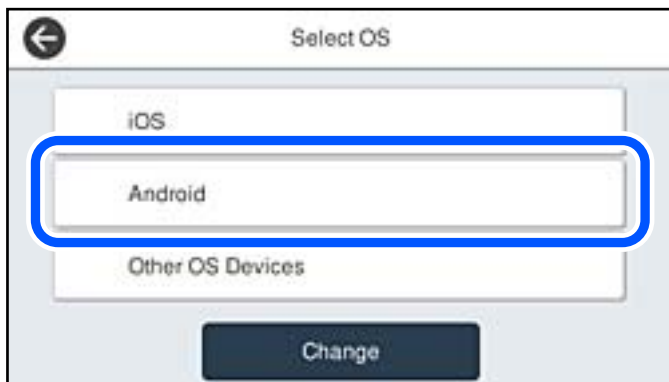 Select OS
iOS
Android
Other OS Devices
Change